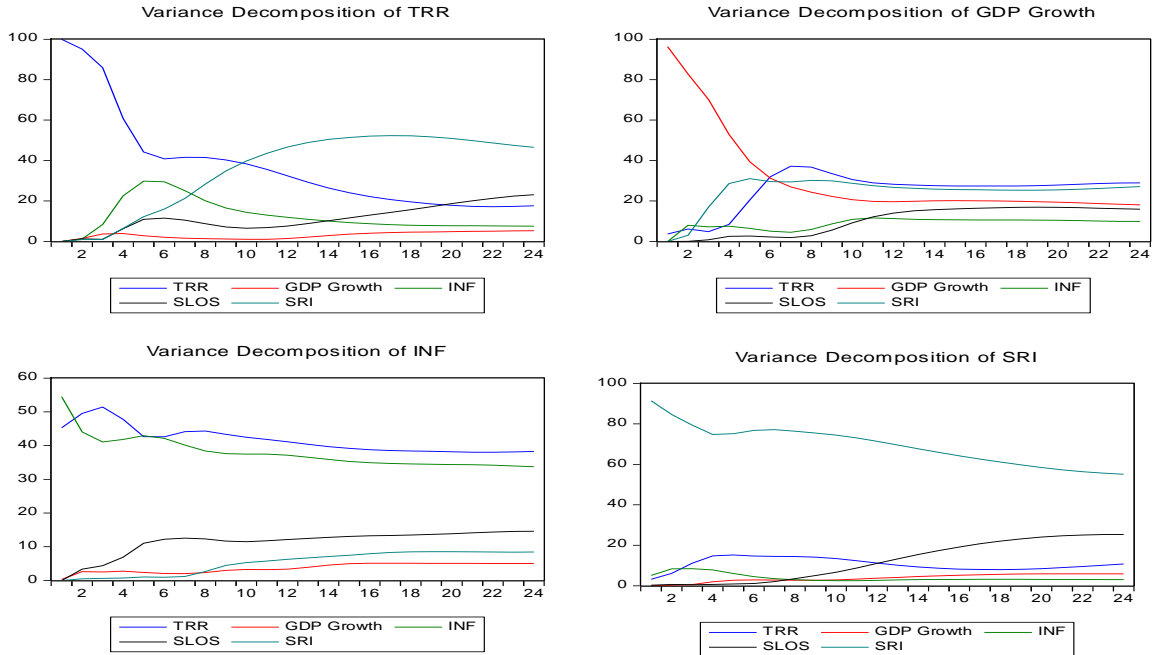 Variance Decomposition of TRR
100
80
60
40
20
0
2 4 6 8 10 12 14 16 18 20 22 24
TRR GDP Growth INF
SLOS SRI
Variance Decomposition of GDP Growth
100
80
60
40
20
0
2 4 6 8 10 12 14 16 18 20 22 24
TRR GDP Growth INF
SLOS SRI
Variance Decomposition of INF
60
50
40
30
20
10
0
2 4 6 8 10 12 14 16 18 20 22 24
TRR GDP Growth INF
SLOS SRI
Variance Decomposition of SRI
100
80
60
40
20
0
2 4 6 8 10 12 14 16 18 20 22 24
TRR GDP Growth INF
SLOS SRI